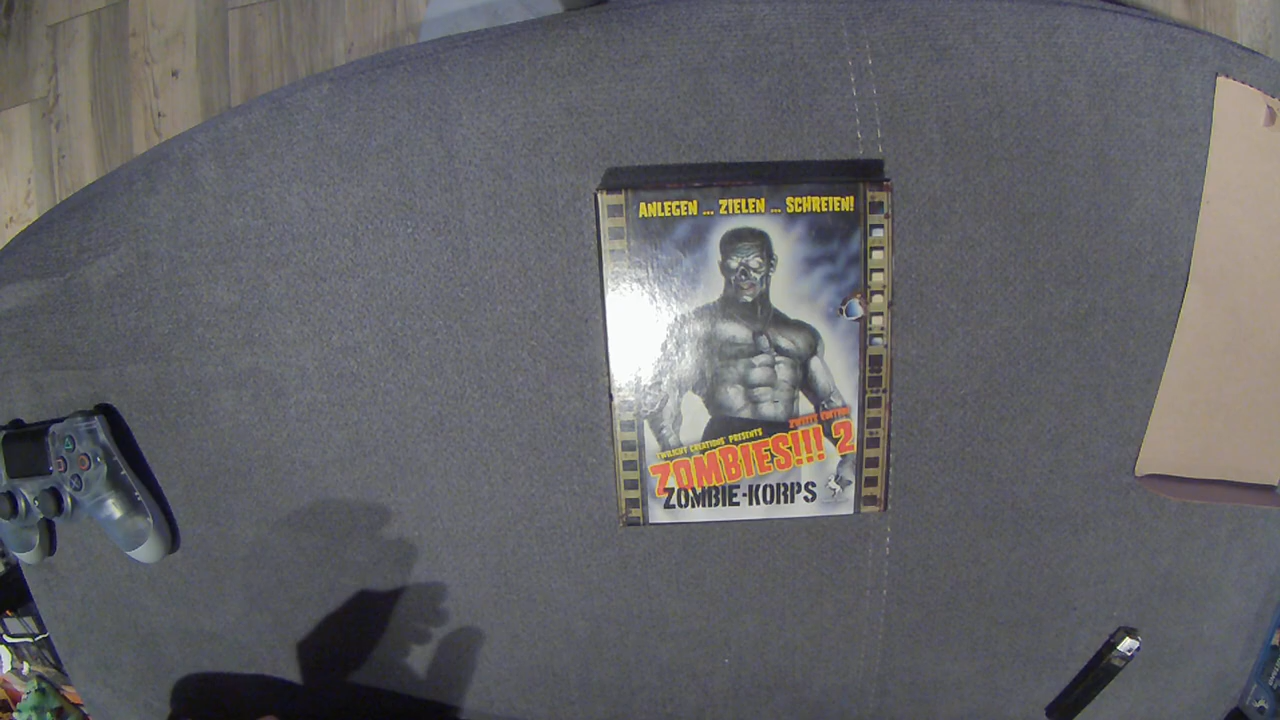 ANLEGEN ... ZIELEN ... SCHREIEN!
ZWEITE EDITION
TWILIGHT CREATIONS PRESENTS
ZOMBIES!!! 2
ZOMBIE-KORPS